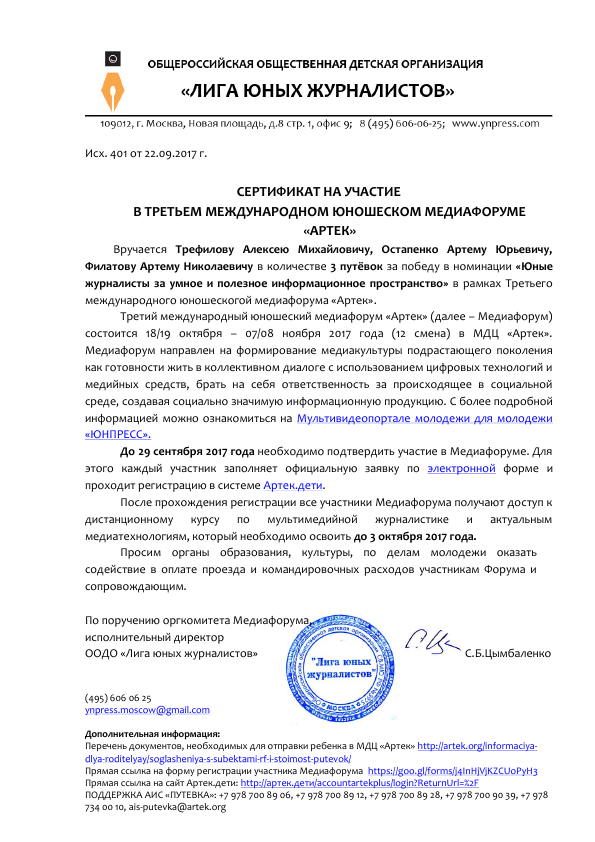 ОБЩЕРОССИЙСКАЯ ОБЩЕСТВЕННАЯ ДЕТСКАЯ ОРГАНИЗАЦИЯ
«ЛИГА ЮНЫХ ЖУРНАЛИСТОВ»
109012, г. Москва, Новая площадь, д.8 стр. 1, офис 9; 8 (495) 606-06-25; www.ynpress.com
Исх. 401 от 22.09.2017 г.
СЕРТИФИКАТ НА УЧАСТИЕ
В ТРЕТЬЕМ МЕЖДУНАРОДНОМ ЮНОШЕСКОМ МЕДИАФОРУМЕ
«АРТЕК»
Вручается Трефилову Алексею Михайловичу, Остапенко Артему Юрьевичу,
Филатову Артему Николаевичу в количестве 3 путёвок за победу в номинации «Юные
журналисты за умное и полезное информационное пространство» в рамках Третьего
международного юношеского медиафорума «Артек».
Третий международный юношеский медиафорум «Артек» (далее – Медиафорум)
состоится 18/19 октября – 07/08 ноября 2017 года (12 смена) в МДЦ «Артек».
Медиафорум направлен на формирование медиакультуры подрастающего поколения
как готовности жить в коллективном диалоге с использованием цифровых технологий и
медийных средств, брать на себя ответственность за происходящее в социальной
среде, создавая социально значимую информационную продукцию. С более подробной
информацией можно ознакомиться на Мультивидеопортале молодежи для молодежи
«ЮНПРЕСС».
До 29 сентября 2017 года необходимо подтвердить участие в Медиафоруме. Для
этого каждый участник заполняет официальную заявку по электронной форме и
проходит регистрацию в системе Артек.дети.
После прохождения регистрации все участники Медиафорума получают доступ к
дистанционному курсу по мультимедийной журналистике и актуальным
медиатехнологиям, который необходимо освоить до 3 октября 2017 года.
Просим органы образования, культуры, по делам молодежи оказать
содействие в оплате проезда и командировочных расходов участникам Форума и
сопровождающим.
По поручению оргкомитета Медиафорума,
исполнительный директор
ООДО «Лига юных журналистов» С.Б.Цымбаленко
"Лига юных
журналистов"
МОСКВА
(495) 606 06 25
ynpress.moscow@gmail.com
Дополнительная информация:
Перечень документов, необходимых для отправки ребенка в МДЦ «Артек» http://artek.org/informaciya-
dlya-roditelyay/soglasheniya-s-subektami-rf-i-stoimost-putevok/
Прямая ссылка на форму регистрации участника Медиафорума https://goo.gl/forms/j4InHjVjKZCUoPyH3
Прямая ссылка на сайт Артек.дети: http://артек.дети/accountartekplus/login?ReturnUrl=%2F
ПОДДЕРЖКА АИС «ПУТЕВКА»: +7 978 700 89 06, +7 978 700 89 12, +7 978 700 89 28, +7 978 700 90 39, +7 978
734 00 10, ais-putevka@artek.org